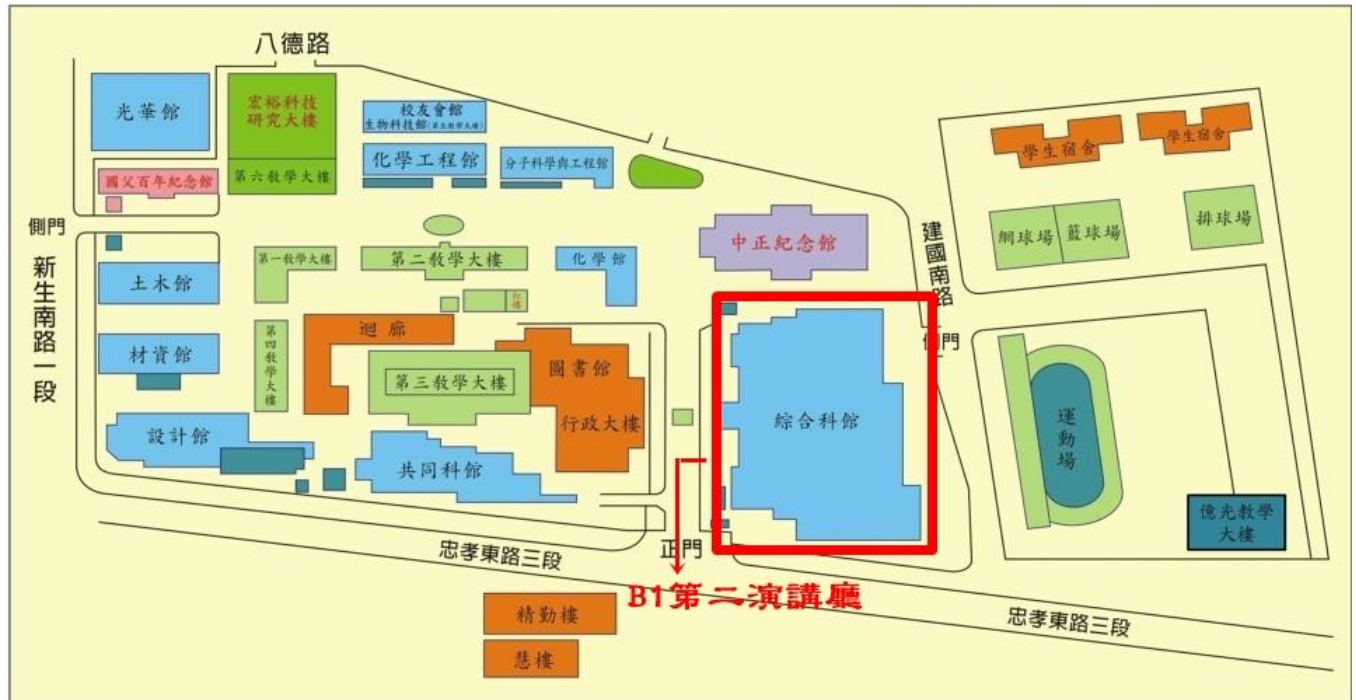 八德路
光華館
宏裕科技
研究大樓
校友會館
生物科技館(第五教學大樓)
化學工程館
分子科學與工程館
第六教學大樓
國父百年紀念館
側門
新生南路一段
土木館
第一教學大樓
第二教學大樓
化學館
中正紀念館
建國南路
側門
學生宿舍
學生宿舍
網球場
籃球場
排球場
紅樓
材資館
第四教學大樓
迴廊
第三教學大樓
圖書館
行政大樓
綜合科館
設計館
共同科館
運動場
億光教學
大樓
忠孝東路三段
正門
B1第二演講廳
忠孝東路三段
精勤樓
慧樓